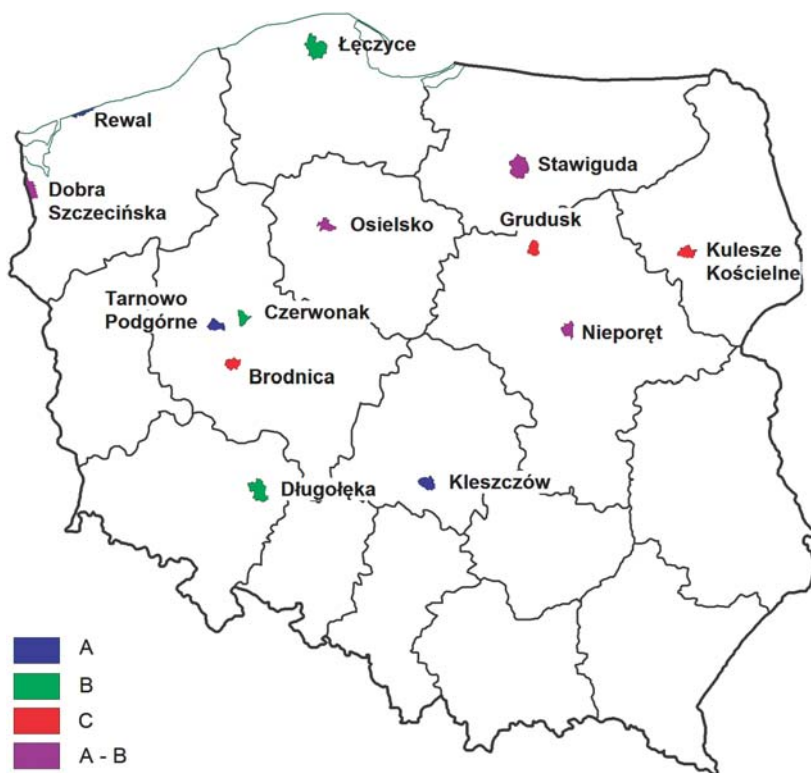 Łęczyce
Rewal
Dobra
Szczecińska
Stawiguda
Osielsko
Grudusk
Kulesze
Kościelne
Tarnowo
Podgórne
Czerwonak
Nieporęt
Brodnica
Długołęka
Kleszczów
A
B
C
A - B